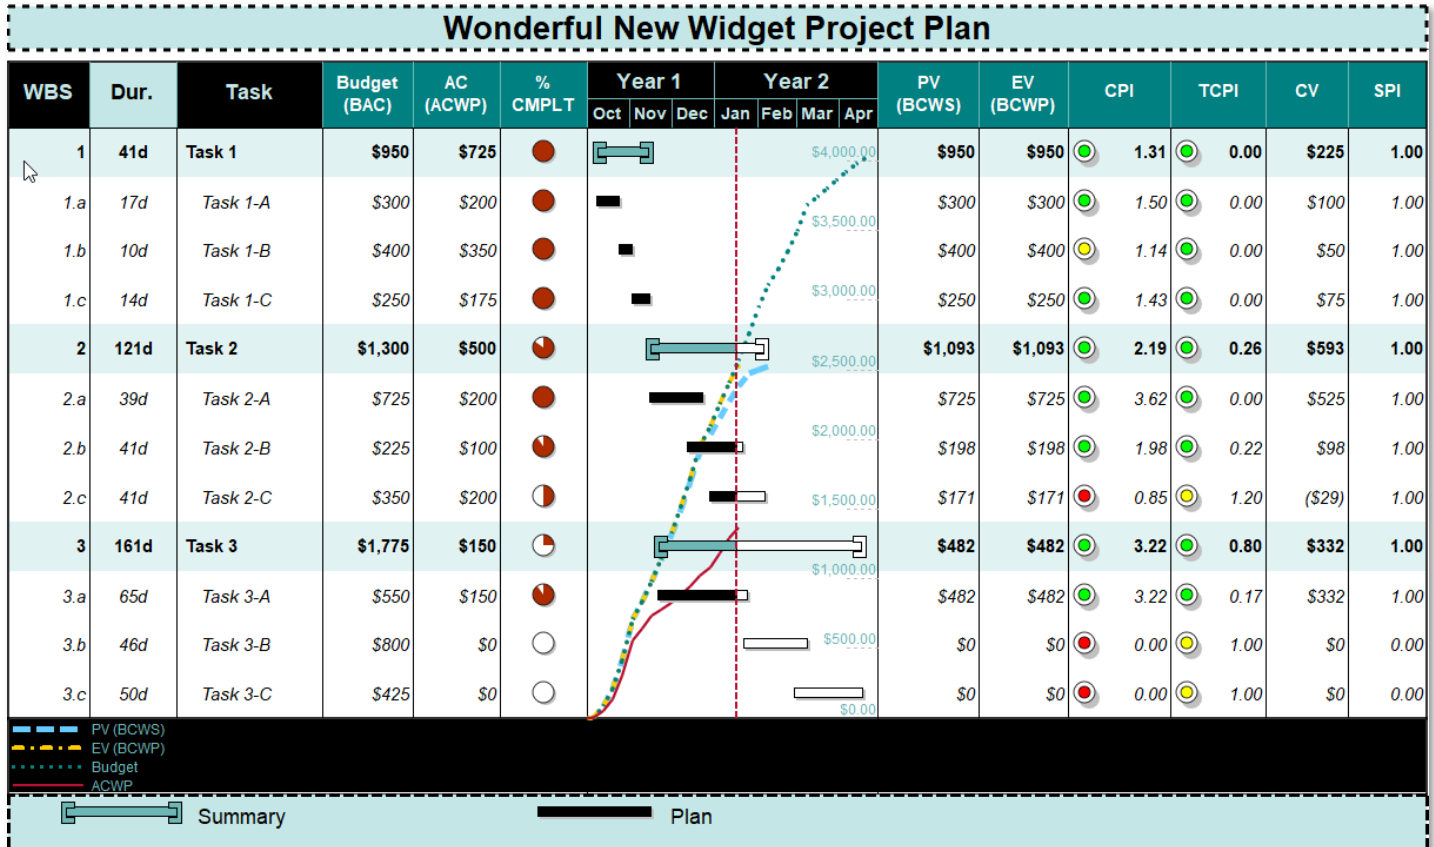 Wonderful New Widget Project Plan
WBS Dur. Task Budget (BAC) AC (ACWP) % CMPLT Year 1 Year 2 PV (BCWS) EV (BCWP) CPI TCPI CV SPI
Oct Nov Dec Jan Feb Mar Apr
1 41d Task 1 $950 $725 $4,000.00 $950 $950 1.31 0.00 $225 1.00
1.a 17d Task 1-A $300 $200 $300 $300 1.50 0.00 $100 1.00
$3,500.00
1.b 10d Task 1-B $400 $350 $400 $400 1.14 0.00 $50 1.00
$3,000.00
1.c 14d Task 1-C $250 $175 $250 $250 1.43 0.00 $75 1.00
2 121d Task 2 $1,300 $500 $1,093 $1,093 2.19 0.26 $593 1.00
$2,500.00
2.a 39d Task 2-A $725 $200 $725 $725 3.62 0.00 $525 1.00
$2,000.00
2.b 41d Task 2-B $225 $100 $198 $198 1.98 0.22 $98 1.00
2.c 41d Task 2-C $350 $200 $1,500.00 $171 $171 0.85 1.20 ($29) 1.00
3 161d Task 3 $1,775 $150 $482 $482 3.22 0.80 $332 1.00
$1,000.00
3.a 65d Task 3-A $550 $150 $482 $482 3.22 0.17 $332 1.00
3.b 46d Task 3-B $800 $0 $500.00 $0 $0 0.00 1.00 $0 0.00
3.c 50d Task 3-C $425 $0 $0 $0 0.00 1.00 $0 0.00
$0.00
PV (BCWS)
EV (BCWP)
Budget
ACWP
Summary Plan